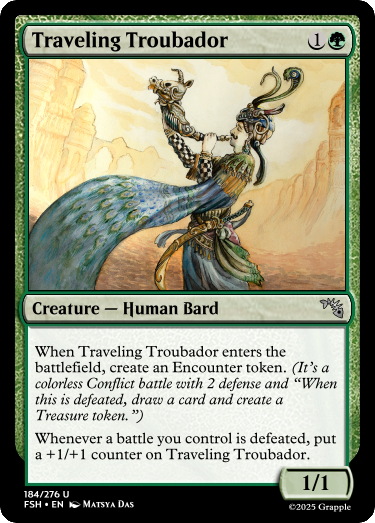 Traveling Troubador 1
Creature — Human Bard
When Traveling Troubador enters the
battlefield, create an Encounter token. (It's a
colorless Conflict battle with 2 defense and “When
this is defeated, draw a card and create a
Treasure token.”)
Whenever a battle you control is defeated, put
a +1/+1 counter on Traveling Troubador.
1/1
184/276 U
FSH • EN Matsya Das
©2025 Grapple